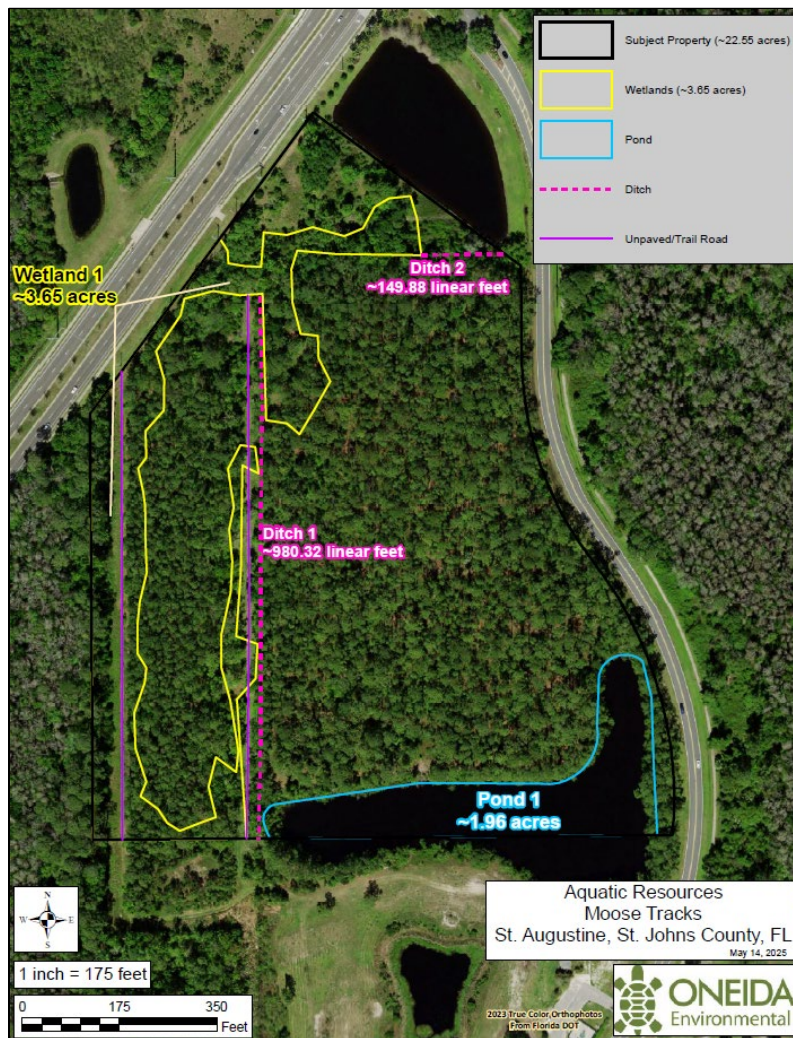 Subject Property (~22.55 acres)
Wetlands (~3.65 acres)
Pond
Ditch
Unpaved/Trail Road
Wetland 1
~3.65 acres
Ditch 2
~149.88 linear feet
Ditch 1
~980.32 linear feet
Pond 1
~1.96 acres
N
W E
S
1 inch = 175 feet
0 175 350
Feet
Aquatic Resources
Moose Tracks
St. Augustine, St. Johns County, FL
May 14, 2025
2023 True Color Orthophotos
From Florida DOT
ONEIDA
Environmental